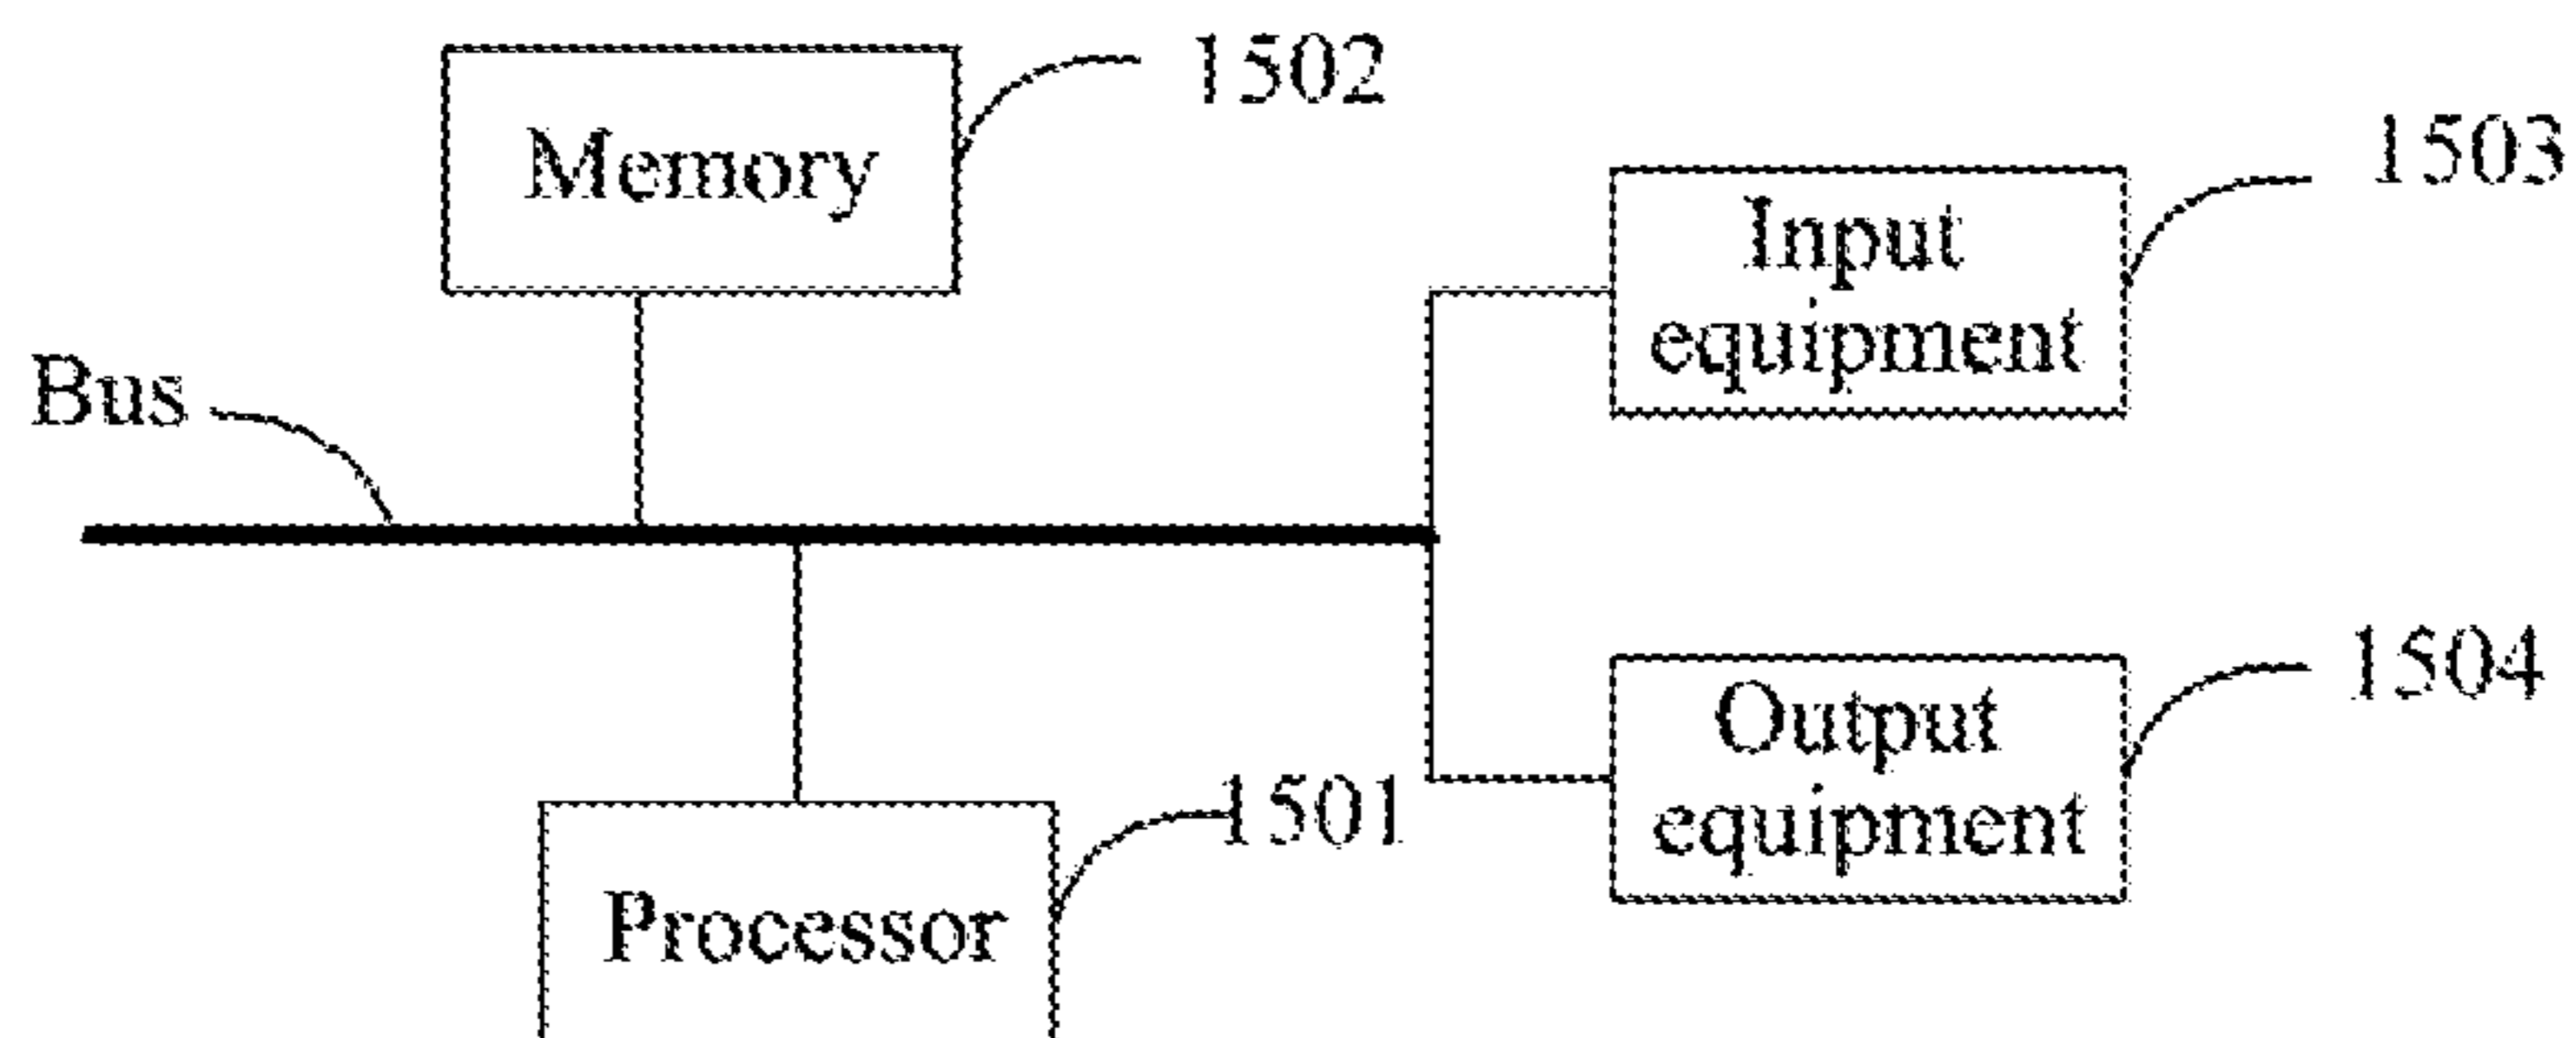 1502
Memory
1503
Input
equipment
Bus
1504
Output
equipment
1501
Processor